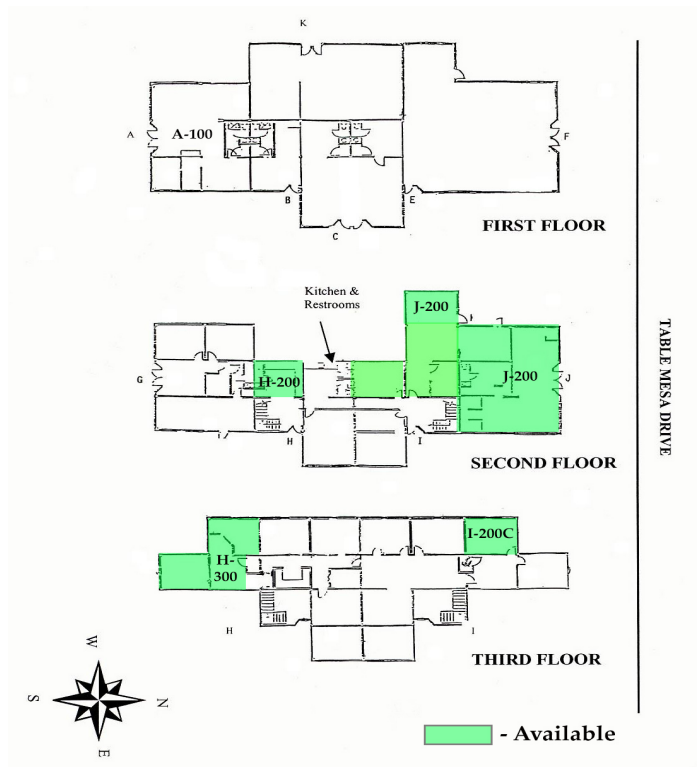 K
A
A-100
F
B
E
C
FIRST FLOOR
Kitchen &
Restrooms
J-200
G
H-200
J-200
J
H
I
SECOND FLOOR
TABLE MESA DRIVE
I-200C
H-
300
H
I
THIRD FLOOR
W
S
N
E
- Available